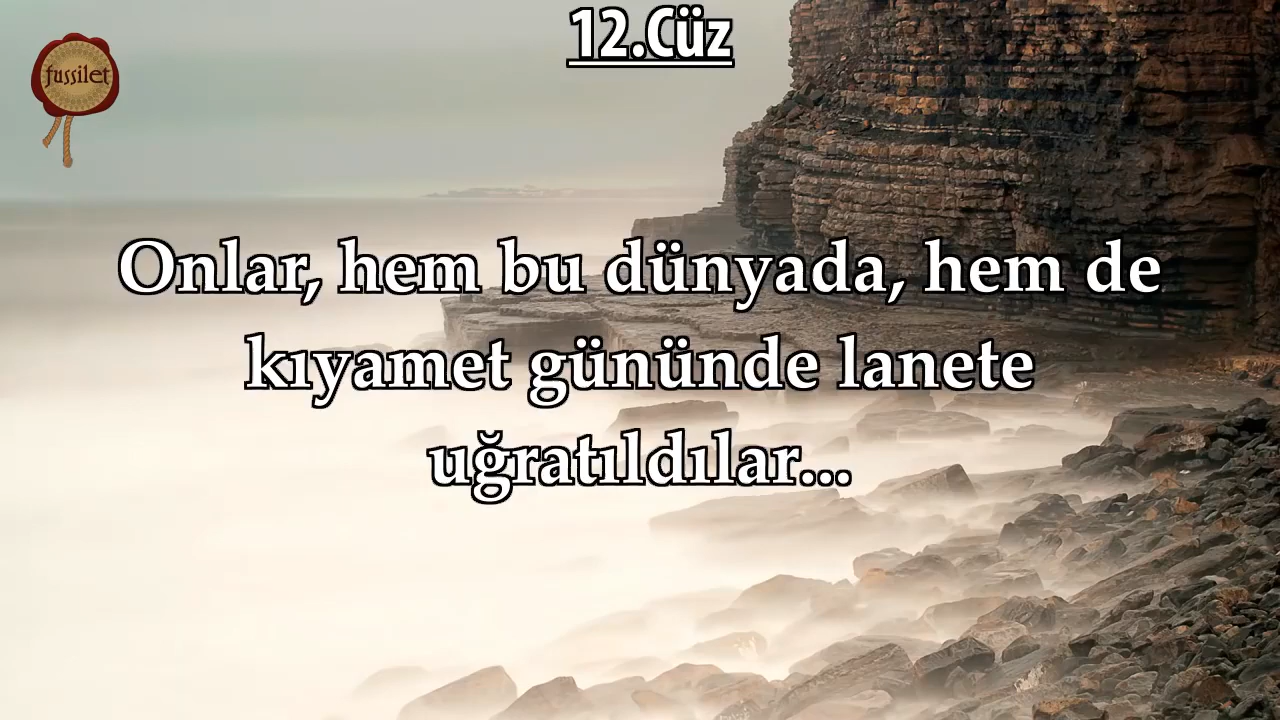 12.Cüz
fussilet
Onlar, hem bu dünyada, hem de
kıyamet gününde lanete
uğratıldılar...